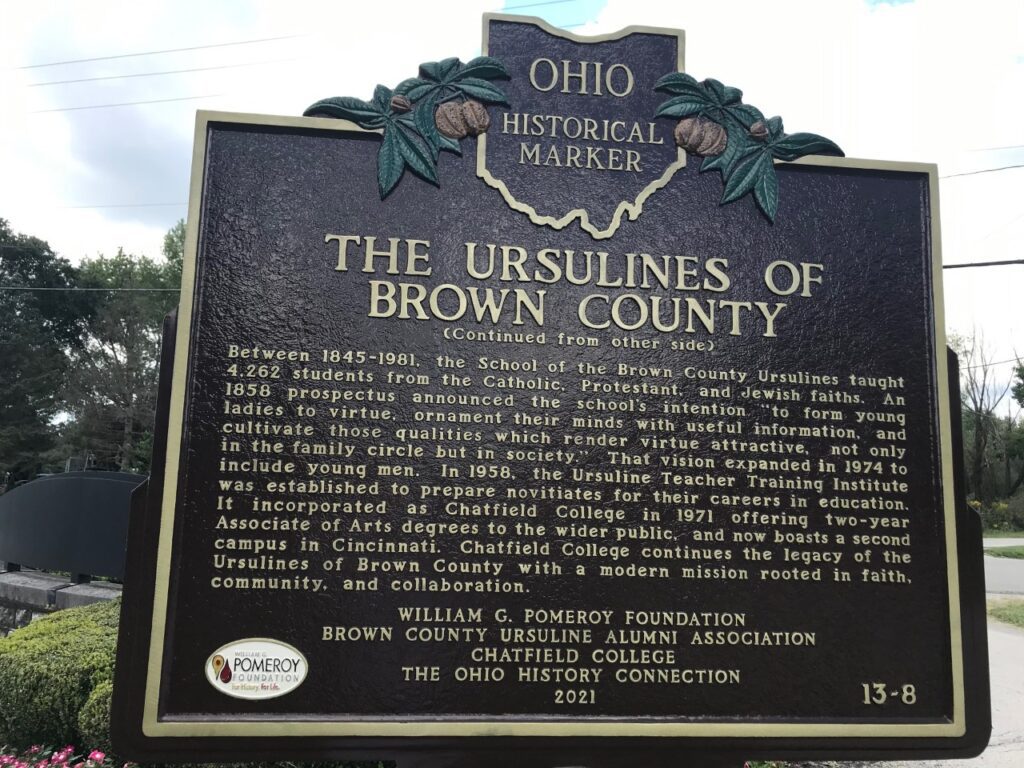 OHIO
HISTORICAL
MARKER
THE URSULINES OF
BROWN COUNTY
(Continued from other side)
Between 1845-1981, the School of the Brown County Ursulines taught
4,262 students from the Catholic, Protestant, and Jewish faiths. An
1858 prospectus announced the school's intention "to form young
ladies to virtue, ornament their minds with useful information, and
cultivate those qualities which render virtue attractive, not only
in the family circle but in society." That vision expanded in 1974 to
include young men. In 1958, the Ursuline Teacher Training Institute
was established to prepare novitiates for their careers in education.
It incorporated as Chatfield College in 1971 offering two-year
Associate of Arts degrees to the wider public, and now boasts a second
campus in Cincinnati. Chatfield College continues the legacy of the
Ursulines of Brown County with a modern mission rooted in faith,
community, and collaboration.
WILLIAM G. POMEROY FOUNDATION
BROWN COUNTY URSULINE ALUMNI ASSOCIATION
CHATFIELD COLLEGE
THE OHIO HISTORY CONNECTION
2021
13-8
WILLIAM G.
POMEROY
FOUNDATION
For History. For Life.